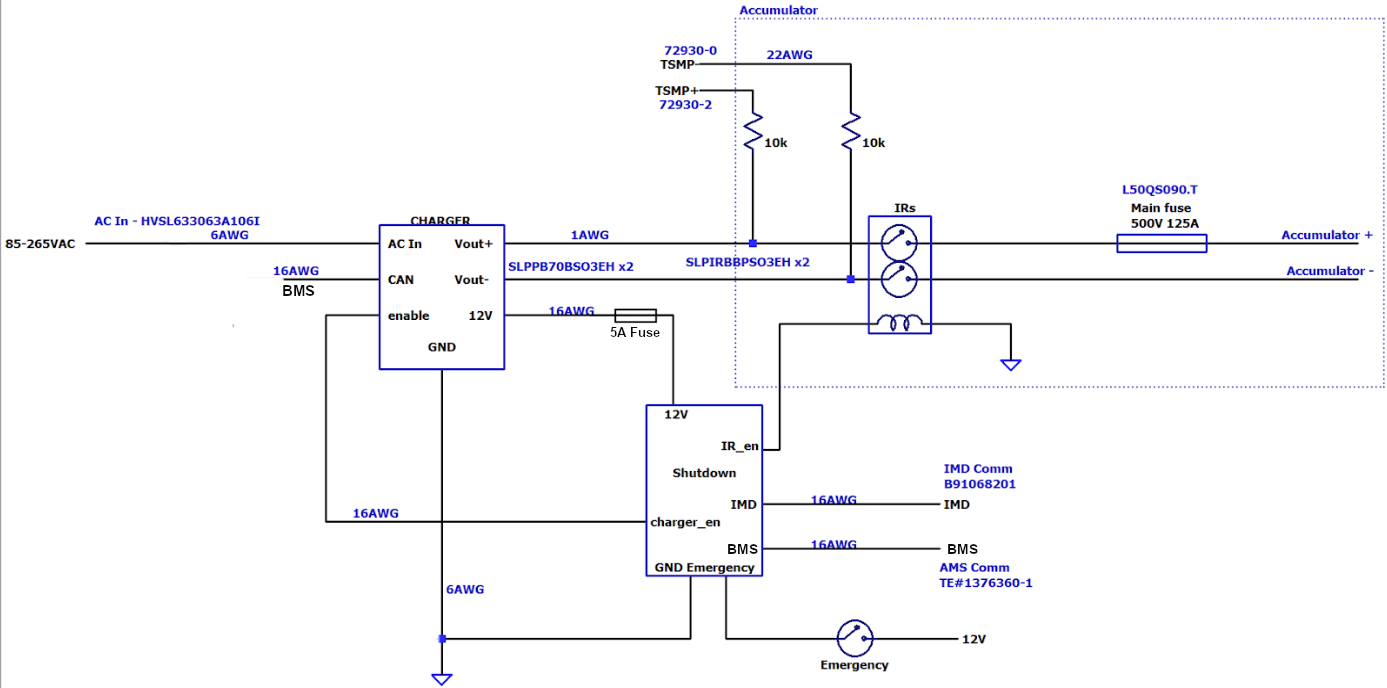 Accumulator
72930-0
TSMP-
22AWG
TSMP+
72930-2
10k
10k
L50QS090.T
Main fuse
500V 125A
IRs
AC In - HVSL633063A106I
6AWG
85-265VAC
CHARGER
AC In
Vout+
1AWG
Accumulator +
16AWG
BMS
CAN
Vout-
SLPPB70BSO3EH x2
SLPIRBBPSO3EH x2
Accumulator -
enable
12V
16AWG
5A Fuse
GND
12V
IR_en
Shutdown
IMD
16AWG
IMD Comm
B91068201
IMD
16AWG
charger_en
BMS
16AWG
BMS
GND Emergency
AMS Comm
TE#1376360-1
6AWG
12V
Emergency